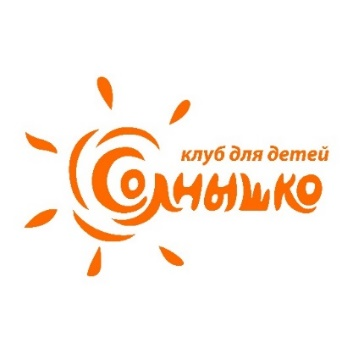 клуб для детей
Солнышко